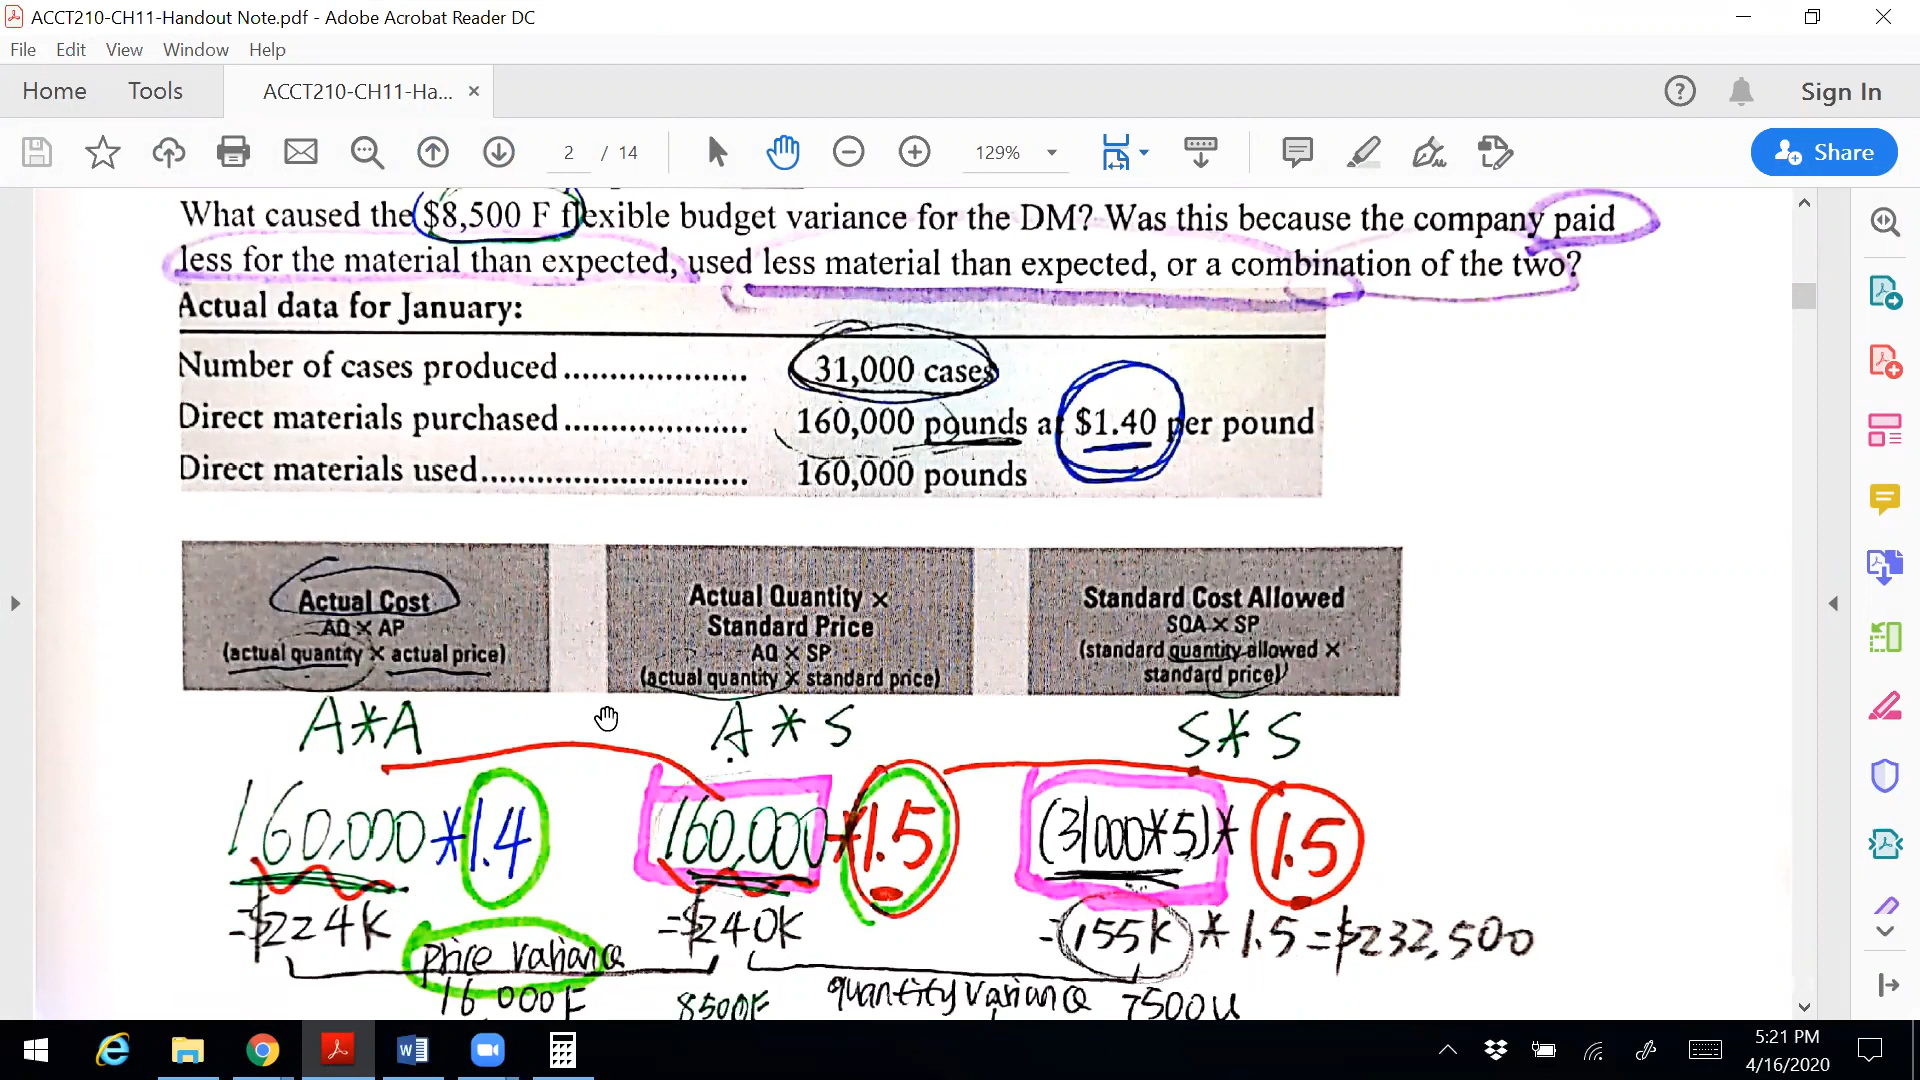 ACCT210-CH11-Handout Note.pdf - Adobe Acrobat Reader DC
File Edit View Window Help
Home Tools ACCT210-CH11-Ha... × Sign In
2 / 14 129% Share
What caused the $8,500 F flexible budget variance for the DM? Was this because the company paid
less for the material than expected, used less material than expected, or a combination of the two?
Actual data for January:
Number of cases produced .................... 31,000 cases
Direct materials purchased .................... 160,000 pounds at $1.40 per pound
Direct materials used ............................ 160,000 pounds
Actual Cost
AQ × AP
(actual quantity × actual price)
Actual Quantity ×
Standard Price
AQ × SP
(actual quantity × standard price)
Standard Cost Allowed
SQA × SP
(standard quantity allowed ×
standard price)
A*A A*S S*S
160,000 *1.4 160,000 *1.5 (31000*5)* 1.5
=$224K =$240K =155K * 1.5 =$232,500
price variance quantity variance
16,000F 8500F 7500U
5:21 PM
4/16/2020